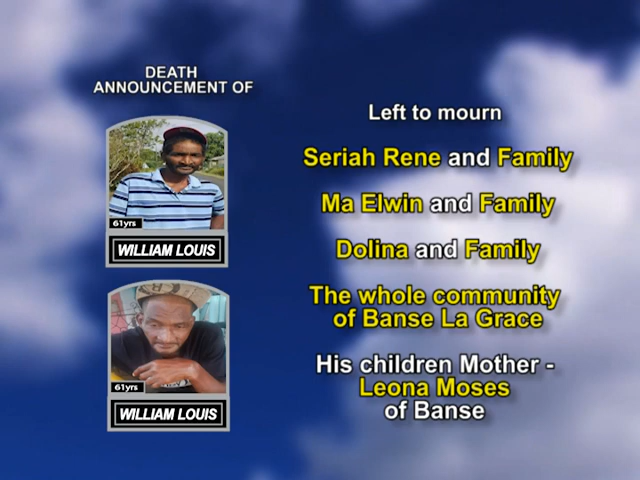 DEATH
ANNOUNCEMENT OF
61yrs
WILLIAM LOUIS
61yrs
WILLIAM LOUIS
Left to mourn
Seriah Rene and Family
Ma Elwin and Family
Dolina and Family
The whole community
of Banse La Grace
His children Mother -
Leona Moses
of Banse